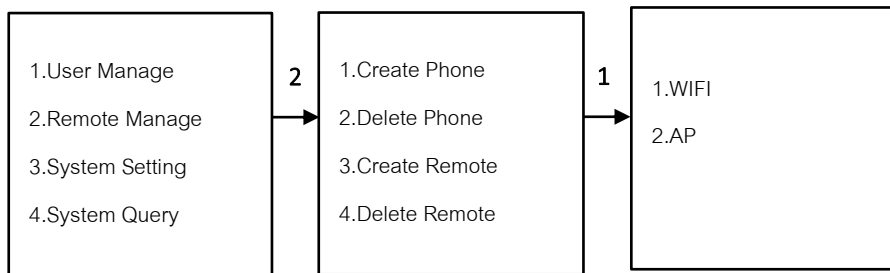 1.User Manage
2.Remote Manage
3.System Setting
4.System Query
2
1.Create Phone
2.Delete Phone
3.Create Remote
4.Delete Remote
1
1.WIFI
2.AP